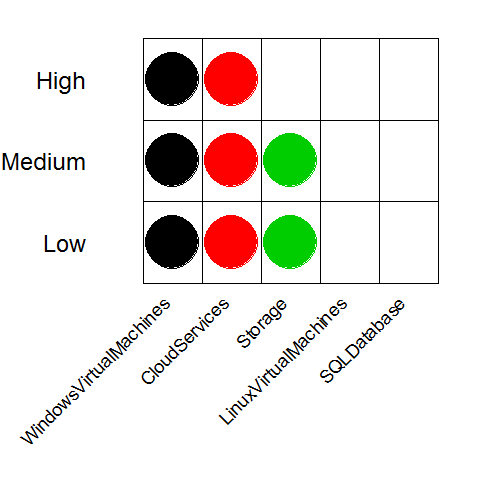 High
Medium
Low
WindowsVirtualMachines
CloudServices
Storage
LinuxVirtualMachines
SQLDatabase